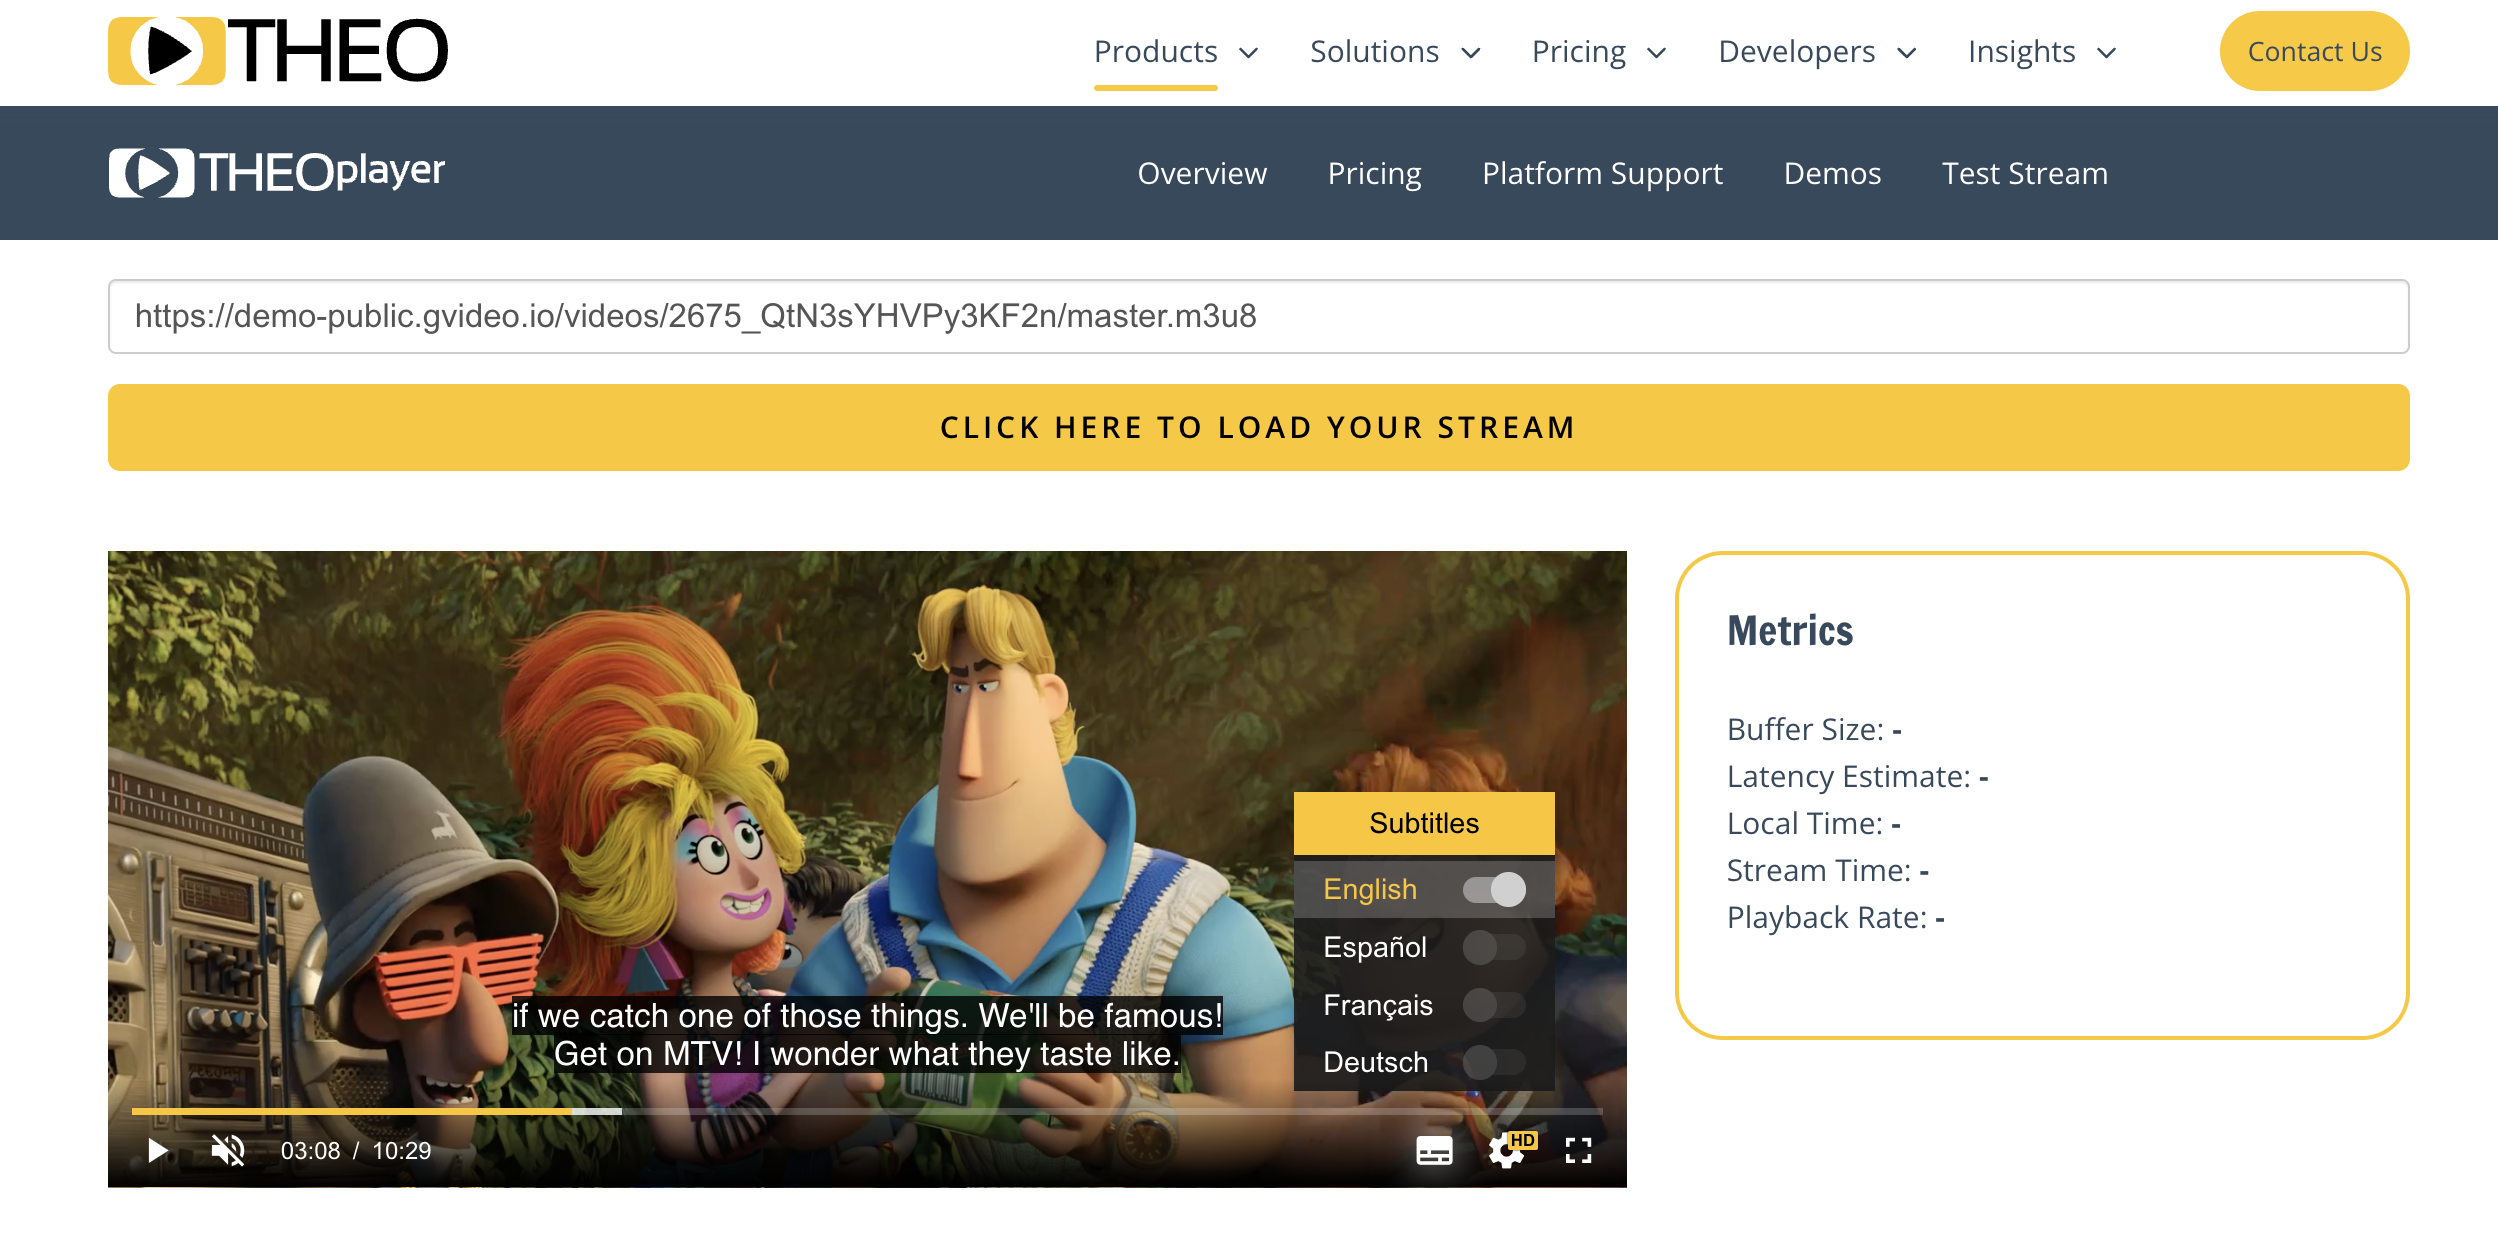 THEO
Products
Solutions
Pricing
Developers
Insights
Contact Us
THEOplayer
Overview
Pricing
Platform Support
Demos
Test Stream
https://demo-public.gvideo.io/videos/2675_QtN3sYHVPy3KF2n/master.m3u8
CLICK HERE TO LOAD YOUR STREAM
Subtitles
English
Español
Français
Deutsch
if we catch one of those things. We'll be famous!
Get on MTV! I wonder what they taste like.
03:08 / 10:29
HD
Metrics
Buffer Size: -
Latency Estimate: -
Local Time: -
Stream Time: -
Playback Rate: -